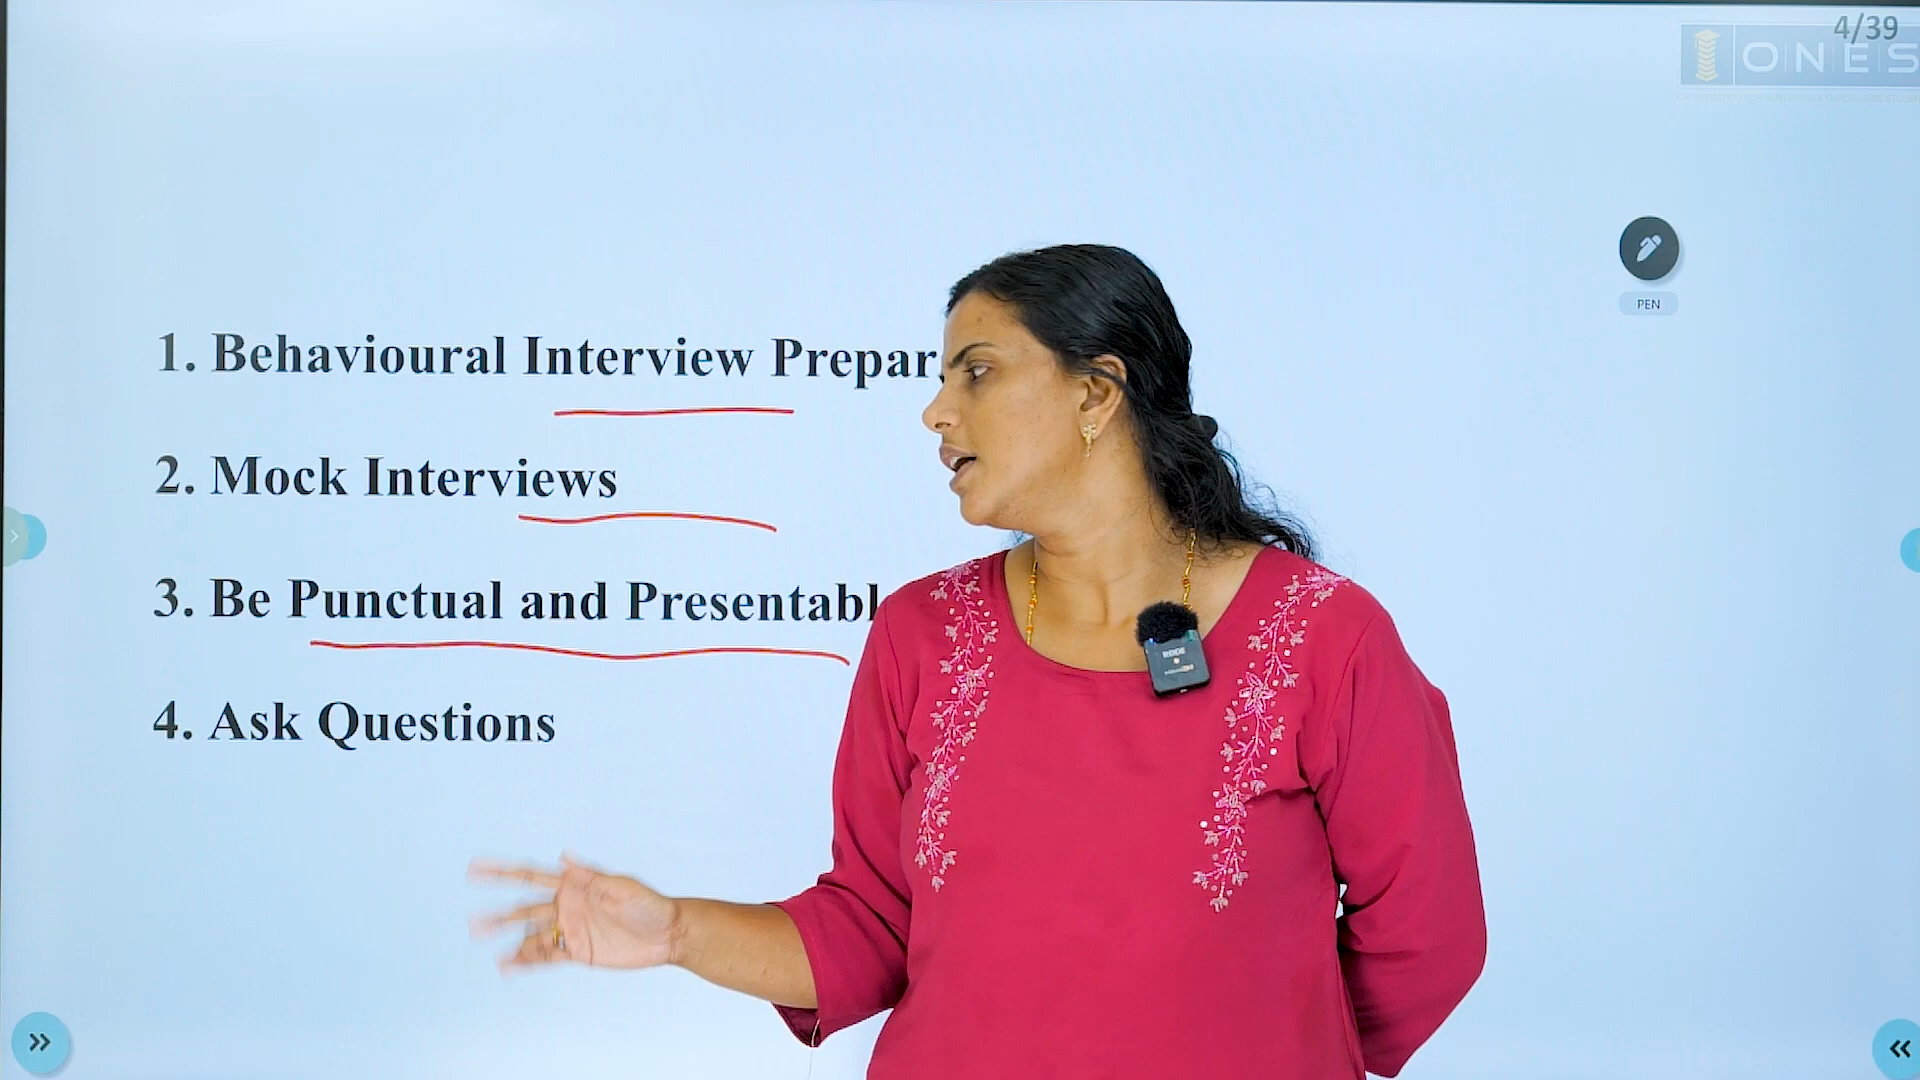 4/39
ONES
PEN
1. Behavioural Interview Prepar
2. Mock Interviews
3. Be Punctual and Presentabl
4. Ask Questions
RODE